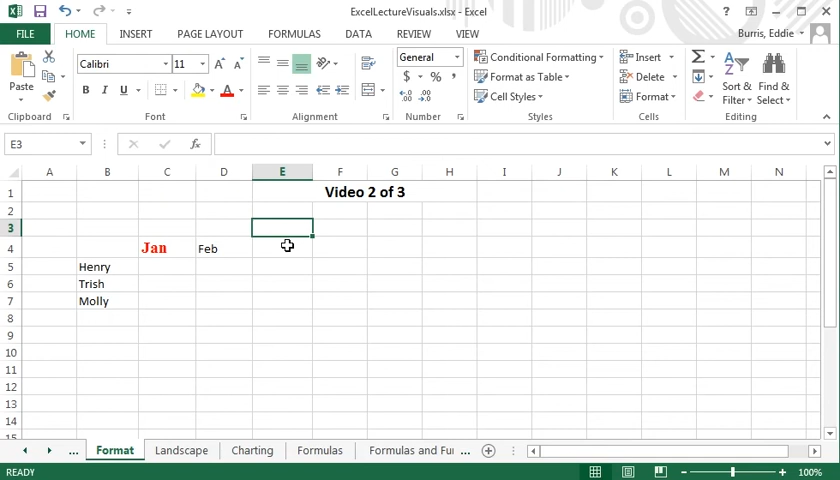 ExcelLectureVisuals.xlsx - Excel
FILE HOME INSERT PAGE LAYOUT FORMULAS DATA REVIEW VIEW Burris, Eddie
Paste
Calibri 11
B I U A A A
General
$ % ,
.00 .0
Conditional Formatting
Format as Table
Cell Styles
Insert
Delete
Format
Σ
Sort & Filter
Find & Select
Clipboard Font Alignment Number Styles Cells Editing
E3 fx
A B C D E F G H I J K L M N
1 Video 2 of 3
2
3
4 Jan Feb
5 Henry
6 Trish
7 Molly
8
9
10
11
12
13
14
15
... Format Landscape Charting Formulas Formulas and Fu ...
READY 100%